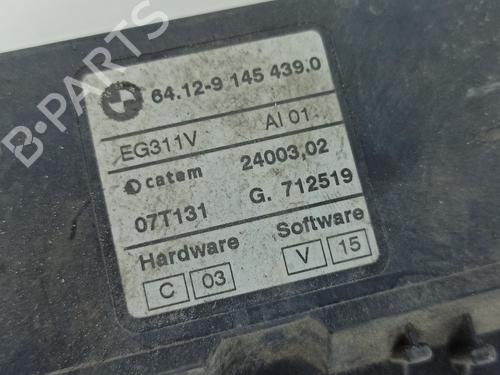 B-PARTS
64.12-9 145 439.0
EG311V AI 01
catem 24003,02
07T131 G. 712519
Hardware Software
C 03 V 15